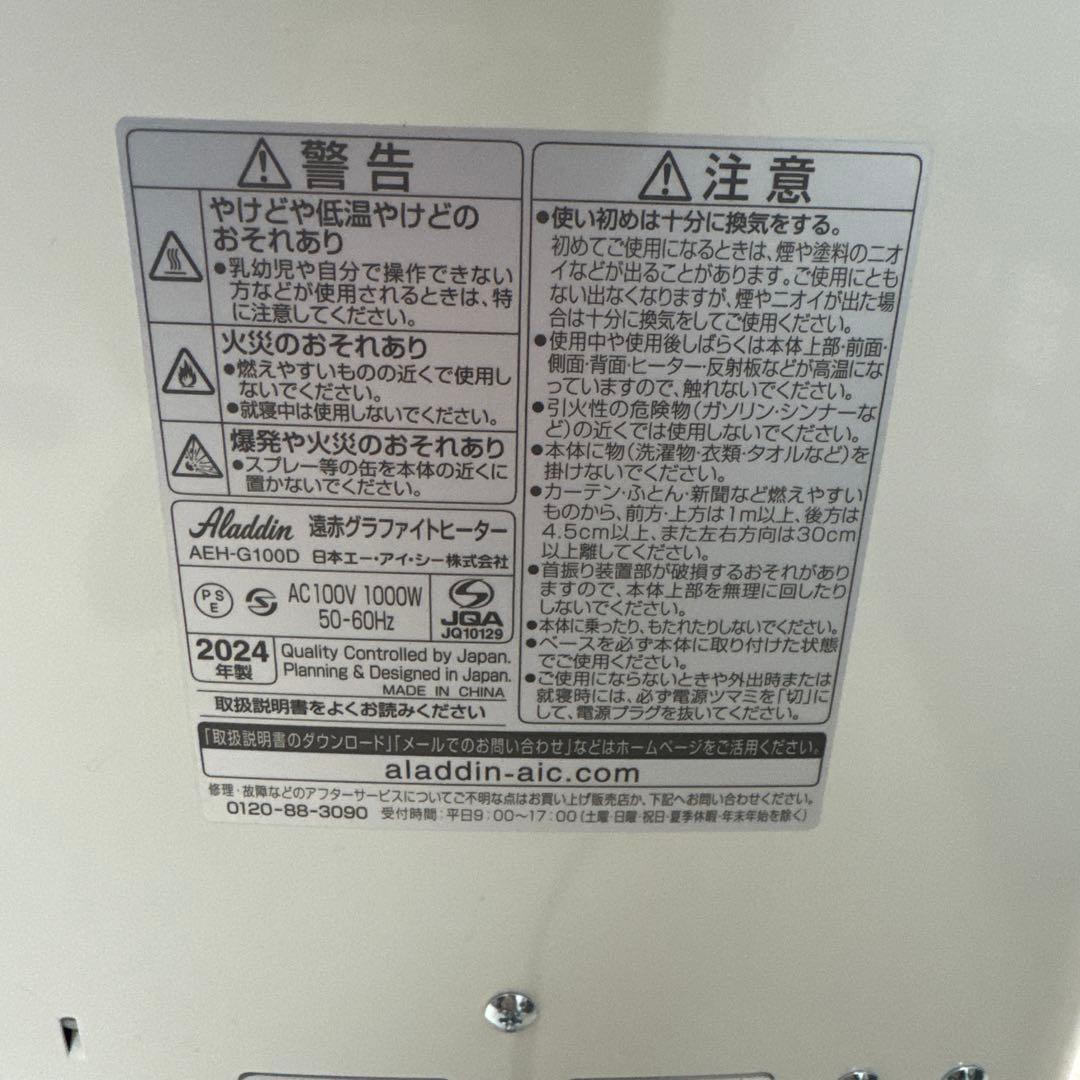 警告
やけどや低温やけどの
おそれあり
●乳幼児や自分で操作できない
方などが使用されるときは、特
に注意してください。
火災のおそれあり
●燃えやすいものの近くで使用し
ないでください。
●就寝中は使用しないでください。
爆発や火災のおそれあり
●スプレー等の缶を本体の近くに
置かないでください。
Aladdin 遠赤グラファイトヒーター
AEH-G100D 日本エー・アイ・シー株式会社
PS
E
AC100V 1000W
50-60Hz
JQA
JQ10129
2024
年製
Quality Controlled by Japan.
Planning & Designed in Japan.
MADE IN CHINA
取扱説明書をよくお読みください
注意
●使い初めは十分に換気をする。
初めてご使用になるときは、煙や塗料のニオ
イなどが出ることがあります。ご使用にとも
ない出なくなりますが、煙やニオイが出た場
合は十分に換気をしてご使用ください。
●使用中や使用後しばらくは本体上部・前面・
側面・背面・ヒーター・反射板などが高温にな
っていますので、触れないでください。
●引火性の危険物(ガソリン・シンナーな
ど)の近くでは使用しないでください。
●本体に物(洗濯物・衣類・タオルなど)を
掛けないでください。
●カーテン・ふとん・新聞など燃えやすい
ものから、前方・上方は1m以上、後方は
4.5cm以上、また左右方向は30cm
以上離してください。
●首振り装置部が破損するおそれがあり
ますので、本体上部を無理に回したり
しないでください。
●本体に乗ったり、もたれたりしないでください。
●ベースを必ず本体に取り付けた状態
でご使用ください。
●ご使用にならないときや外出時または
就寝時には、必ず電源ツマミを「切」に
して、電源プラグを抜いてください。
「取扱説明書のダウンロード」「メールでのお問い合わせ」などはホームページをご活用ください。
aladdin-aic.com
修理・故障などのアフターサービスについてご不明な点はお買い上げ販売店か、下記へお問い合わせください。
0120-88-3090 受付時間:平日9:00〜17:00(土曜・日曜・祝日・夏季休暇・年末年始を除く)